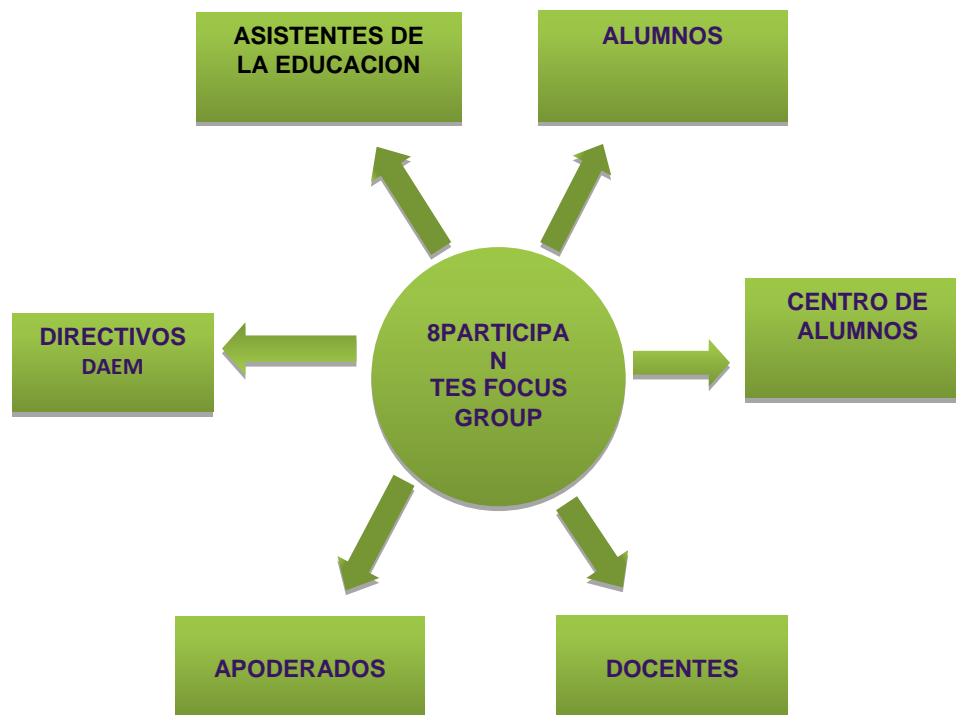 ASISTENTES DE
LA EDUCACION
ALUMNOS
CENTRO DE
ALUMNOS
DIRECTIVOS
DAEM
8PARTICIPA
N
TES FOCUS
GROUP
APODERADOS
DOCENTES